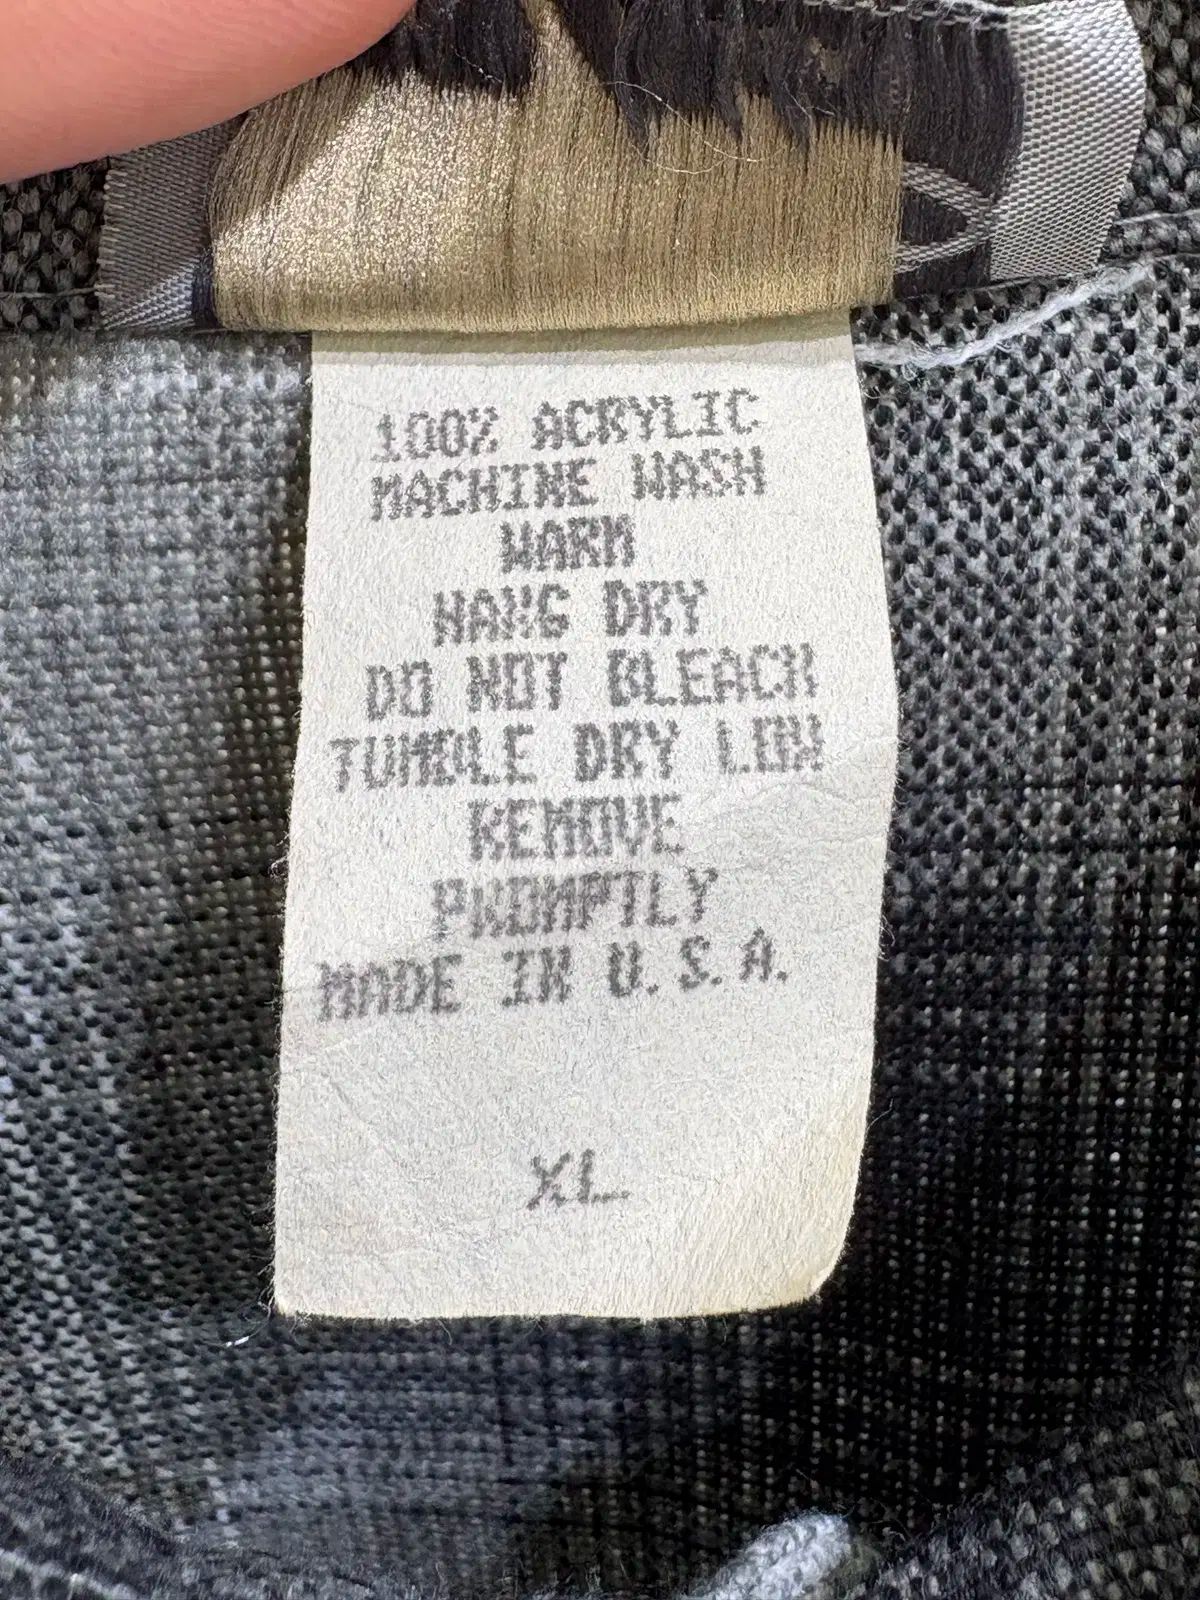 100% ACRYLIC
MACHINE WASH
WARM
HANG DRY
DO NOT BLEACH
TUMBLE DRY LOW
REMOVE
PROMPTLY
MADE IN U.S.A.
XL